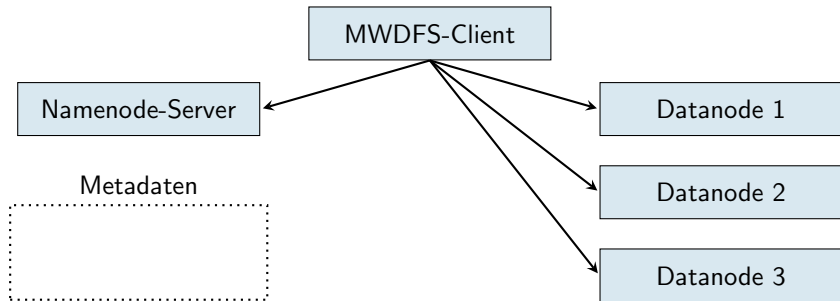 MWDFS-Client
Namenode-Server
Datanode 1
Metadaten
Datanode 2
Datanode 3